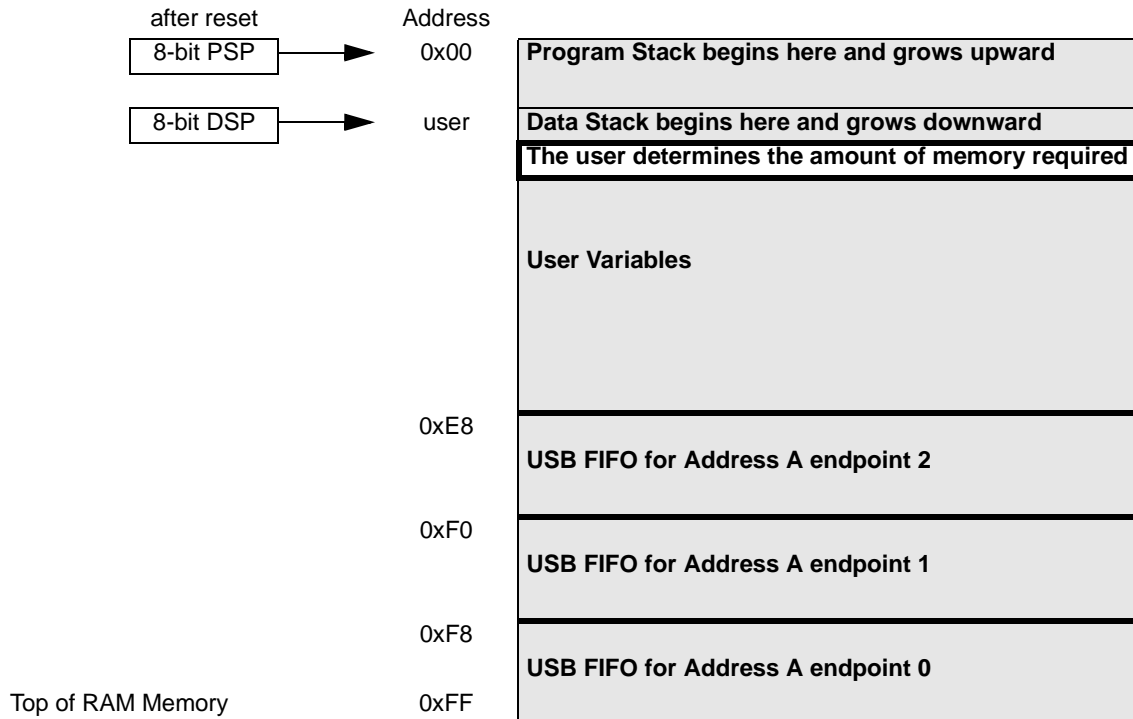 after reset Address
8-bit PSP 0x00 Program Stack begins here and grows upward
8-bit DSP user Data Stack begins here and grows downward
The user determines the amount of memory required
User Variables
0xE8
USB FIFO for Address A endpoint 2
0xF0
USB FIFO for Address A endpoint 1
0xF8
USB FIFO for Address A endpoint 0
Top of RAM Memory 0xFF